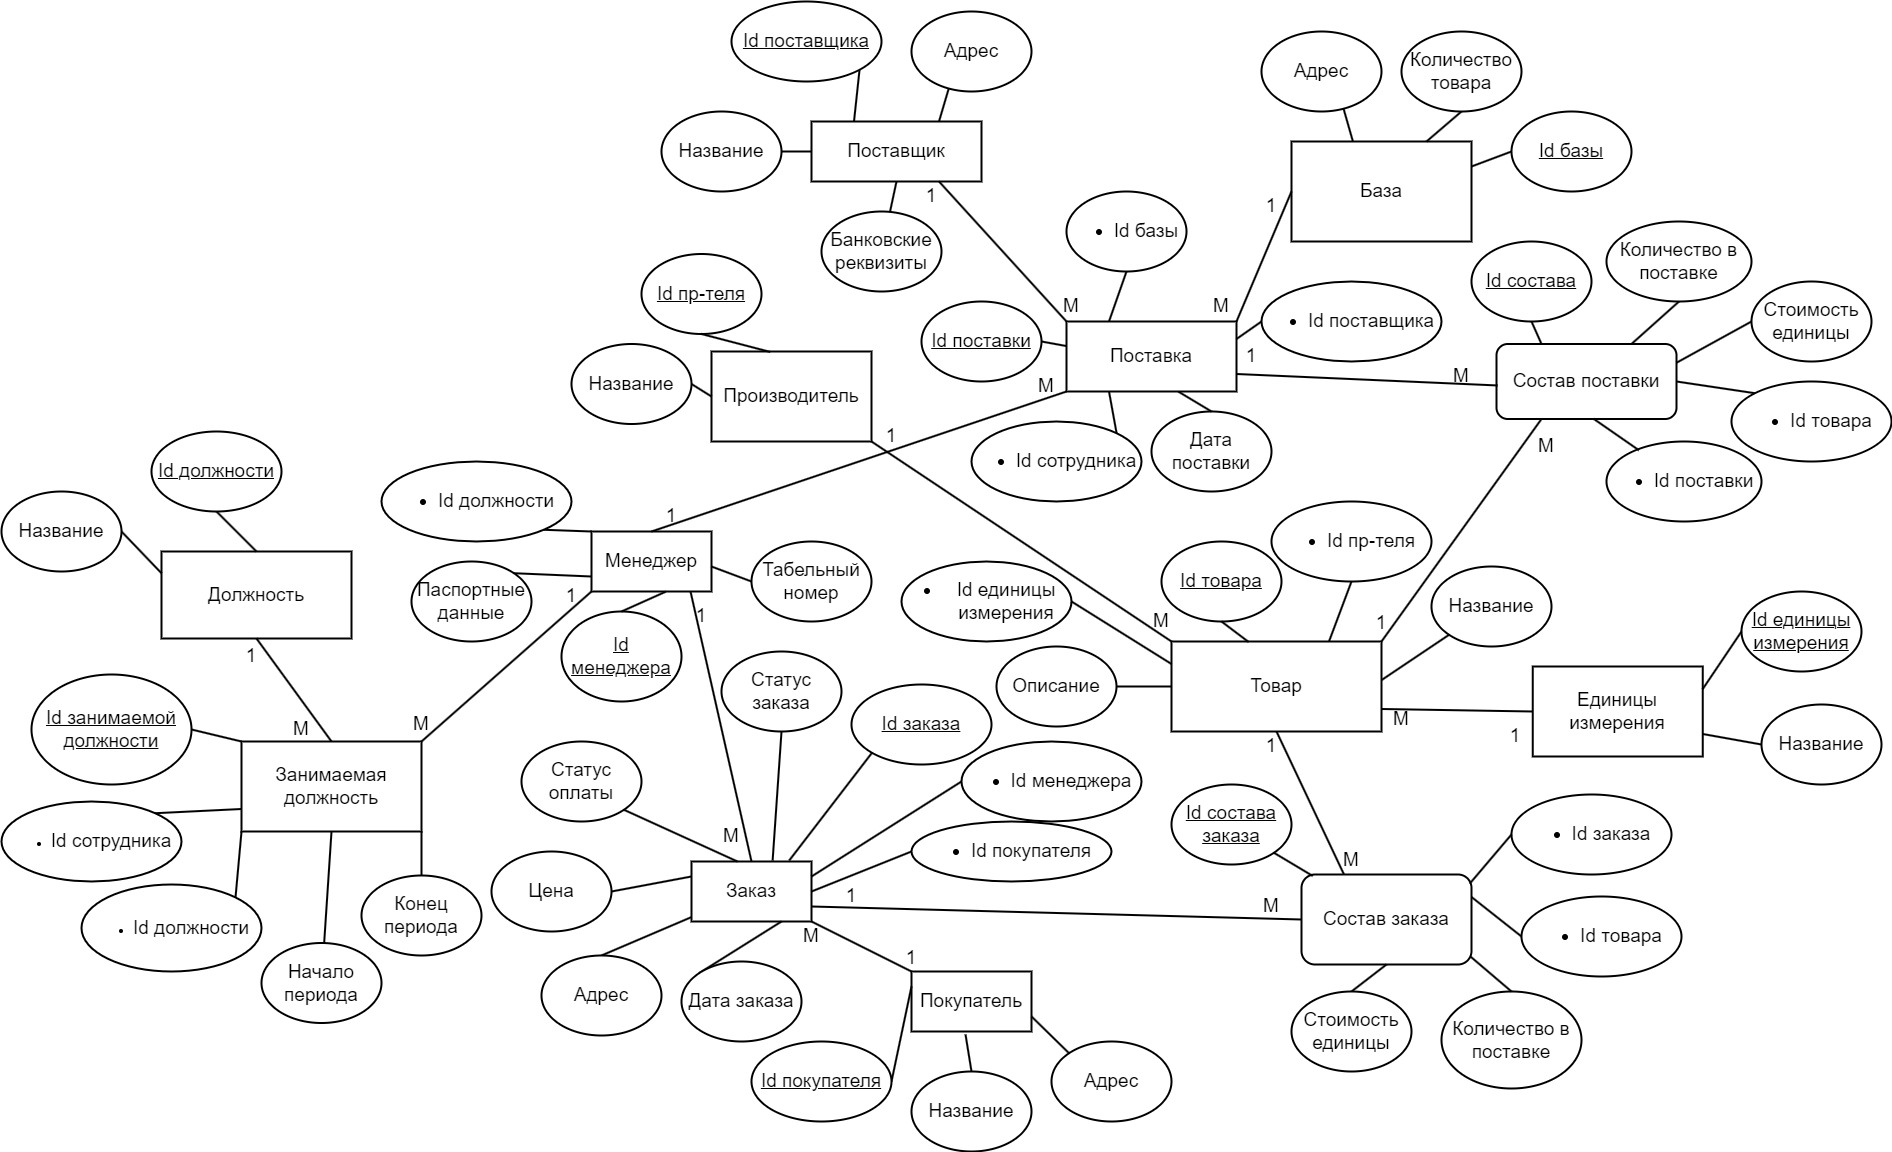 Id поставщика
Адрес
Название
Поставщик
Банковские
реквизиты
1
Адрес
Количество
товара
Id базы
База
1
Id пр-теля
Название
Производитель
1
• Id базы
Id поставки
M
M
• Id поставщика
Поставка
1
M
• Id сотрудника
Дата
поставки
Id состава
Количество в
поставке
Стоимость
единицы
Состав поставки
M
• Id товара
• Id поставки
M
Id должности
Название
Должность
1
• Id должности
1
Менеджер
Табельный
номер
Паспортные
данные
1
1
Id
менеджера
• Id единицы
измерения
Id товара
• Id пр-теля
Название
M
1
Описание
Товар
M
1
Id единицы
измерения
Единицы
измерения
Название
1
Id занимаемой
должности
M
M
Занимаемая
должность
• Id сотрудника
• Id должности
Начало
периода
Конец
периода
Статус
заказа
Id заказа
Статус
оплаты
• Id менеджера
M
• Id покупателя
Цена
Заказ
1
M
M
Адрес
Дата заказа
1
Покупатель
Id покупателя
Название
Адрес
Id состава
заказа
M
• Id заказа
Состав заказа
• Id товара
Стоимость
единицы
Количество в
поставке